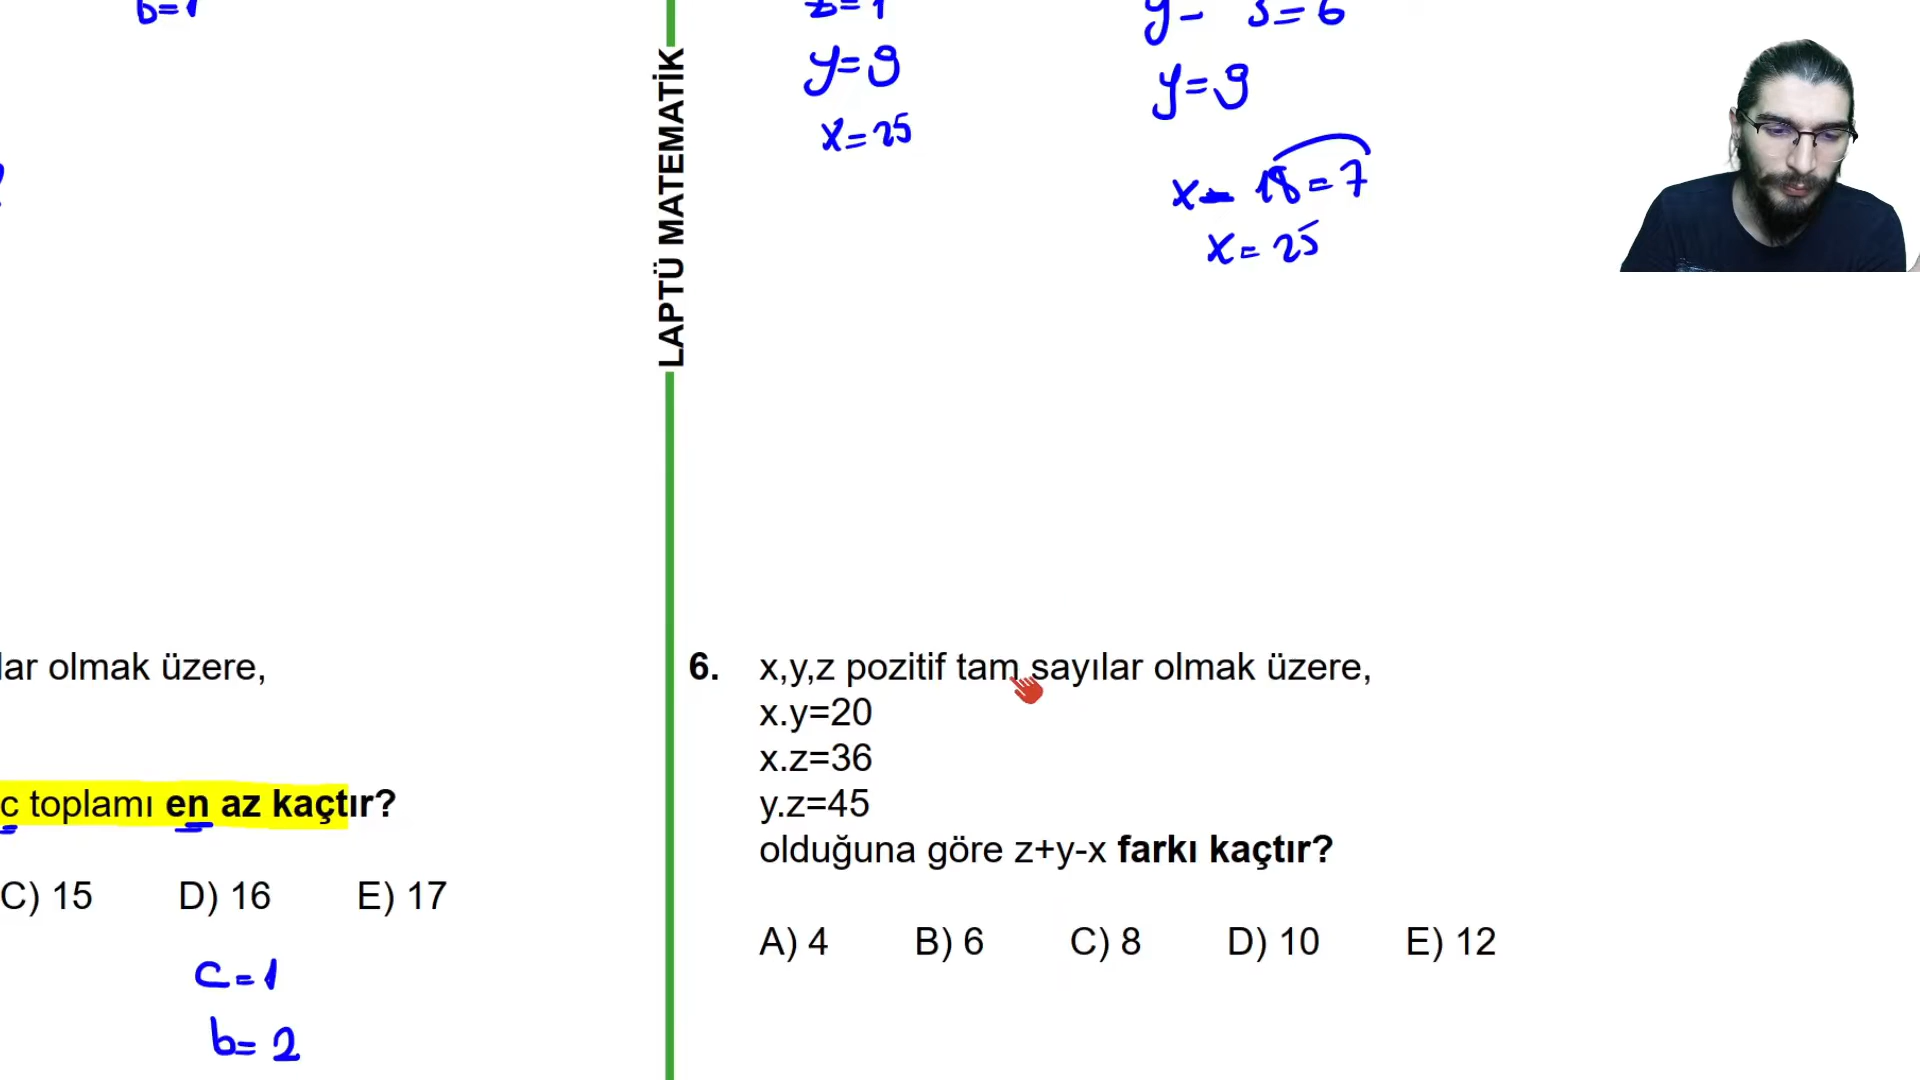 b=1
lar olmak üzere,
c toplamı en az kaçtır?
C) 15 D) 16 E) 17
c=1
b=2
LAPTÜ MATEMATİK
z=1
y=9
x=25
y- 3=6
y=9
x-18=7
x=25
6. x,y,z pozitif tam sayılar olmak üzere,
x.y=20
x.z=36
y.z=45
olduğuna göre z+y-x farkı kaçtır?
A) 4 B) 6 C) 8 D) 10 E) 12